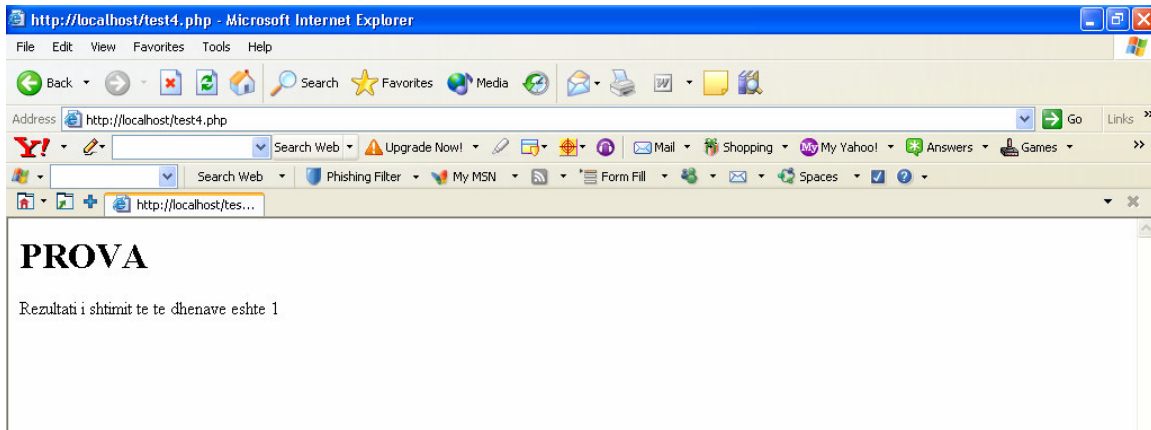 http://localhost/test4.php - Microsoft Internet Explorer
File Edit View Favorites Tools Help
Back Search Favorites Media W
Address http://localhost/test4.php Go Links »
Y! Search Web Upgrade Now! Mail Shopping My My Yahoo! Answers Games »
Search Web Phishing Filter My MSN Form Fill Spaces
http://localhost/tes...
PROVA
Rezultati i shtimit te te dhenave eshte 1